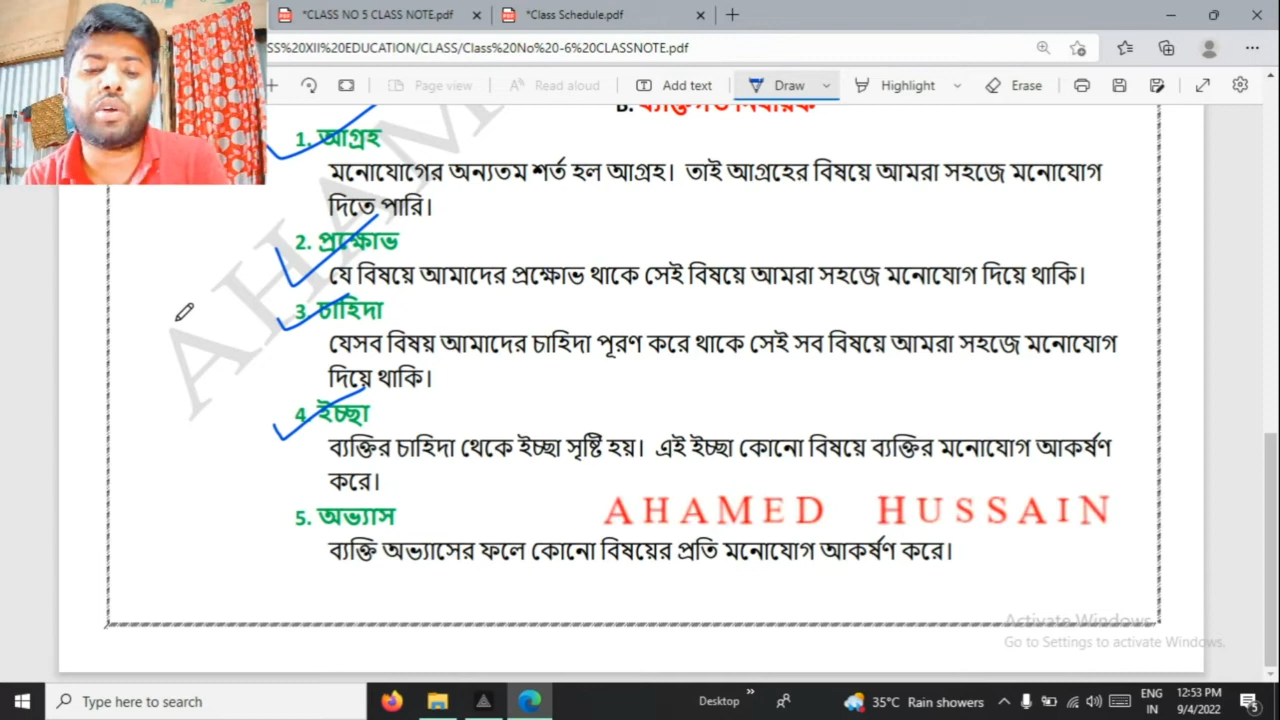 *CLASS NO 5 CLASS NOTE.pdf
*Class Schedule.pdf
SS%20XII%20EDUCATION/CLASS/Class%20No%20-6%20CLASSNOTE.pdf
Page view
Read aloud
Add text
Draw
Highlight
Erase
B. ব্যক্তিগত নির্ধারক
1. আগ্রহ
মনোযোগের অন্যতম শর্ত হল আগ্রহ। তাই আগ্রহের বিষয়ে আমরা সহজে মনোযোগ
দিতে পারি।
2. প্রক্ষোভ
যে বিষয়ে আমাদের প্রক্ষোভ থাকে সেই বিষয়ে আমরা সহজে মনোযোগ দিয়ে থাকি।
3. চাহিদা
যেসব বিষয় আমাদের চাহিদা পূরণ করে থাকে সেই সব বিষয়ে আমরা সহজে মনোযোগ
দিয়ে থাকি।
4. ইচ্ছা
ব্যক্তির চাহিদা থেকে ইচ্ছা সৃষ্টি হয়। এই ইচ্ছা কোনো বিষয়ে ব্যক্তির মনোযোগ আকর্ষণ
করে।
AHAMED HUSSAIN
5. অভ্যাস
ব্যক্তি অভ্যাসের ফলে কোনো বিষয়ের প্রতি মনোযোগ আকর্ষণ করে।
AHAM
Activate Windows
Go to Settings to activate Windows.
Type here to search
Desktop
35°C Rain showers
ENG
IN
12:53 PM
9/4/2022
5